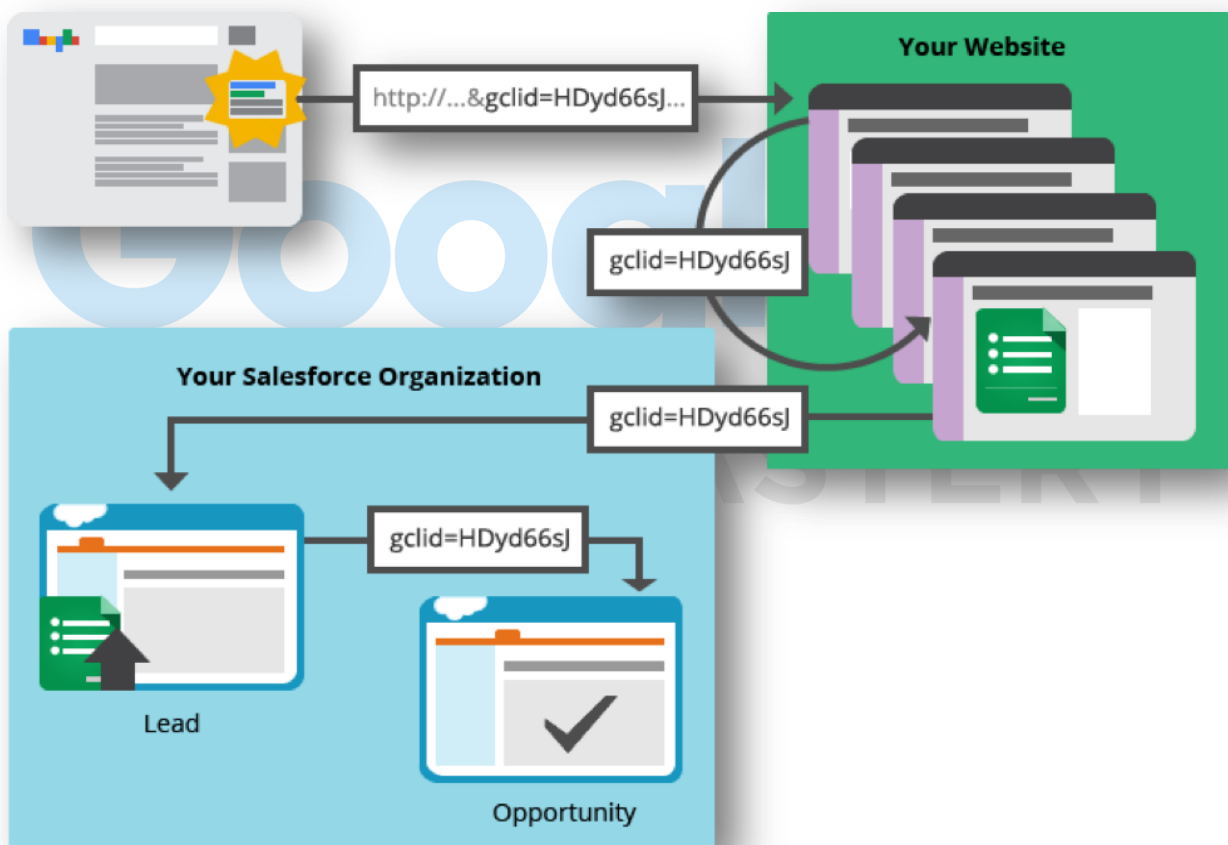 Your Website
http://...&gclid=HDyd66sJ...
gclid=HDyd66sJ
Your Salesforce Organization
gclid=HDyd66sJ
gclid=HDyd66sJ
Lead
Opportunity